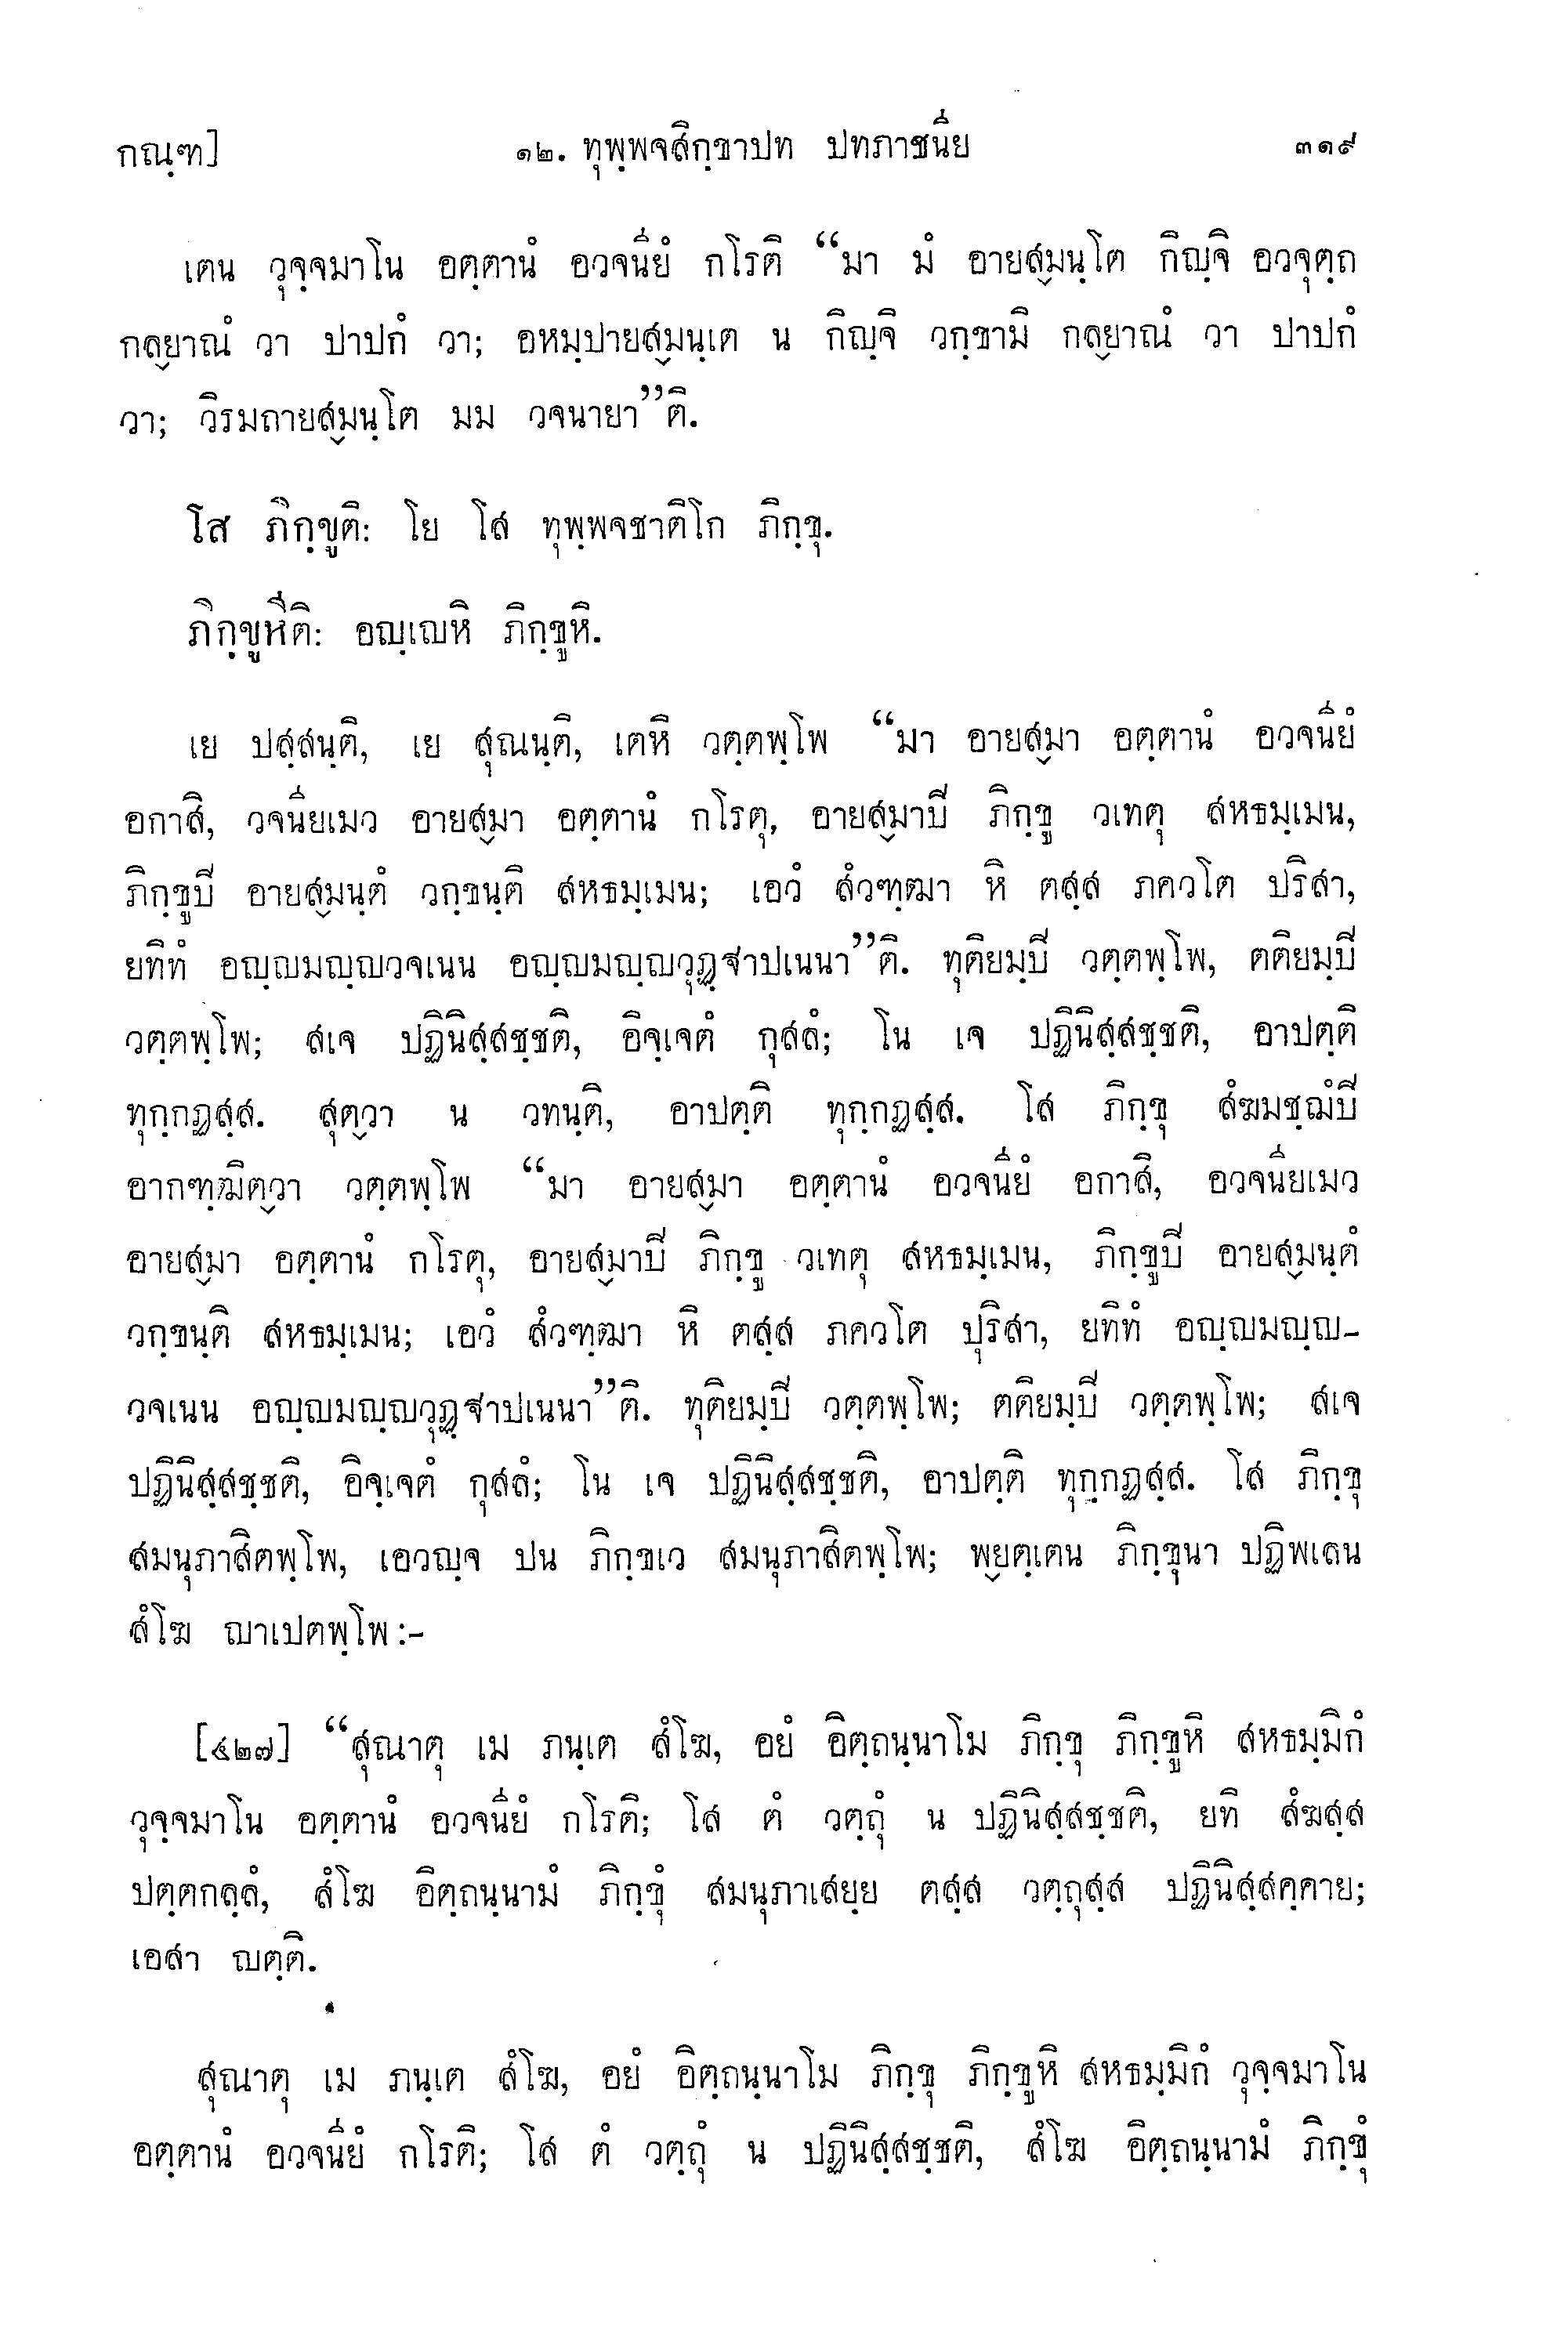 กณฺฑ] ๑๒. ทุพฺพจสิกฺขาปท ปทภาชนีย ๓๑๙
เตน วุจฺจมาโน อตฺตานํ อวจนียํ กโรติ “มา มํ อายสฺมนฺโต กิญฺจิ อวจุตฺถ
กลฺยาณํ วา ปาปกํ วา; อหมฺปายสฺมนฺเต น กิญฺจิ วกฺขามิ กลฺยาณํ วา ปาปกํ
วา; วิรมถายสฺมนฺโต มม วจนายา”ติ.
โส ภิกฺขูติ: โย โส ทุพฺพจชาติโก ภิกฺขุ.
ภิกฺขูหีติ: อญฺเญหิ ภิกฺขูหิ.
เย ปสฺสนฺติ, เย สุณนฺติ, เตหิ วตฺตพฺโพ “มา อายสฺมา อตฺตานํ อวจนียํ
อกาสิ, วจนียเมว อายสฺมา อตฺตานํ กโรตุ, อายสฺมาปิ ภิกฺขู วเทตุ สหธมฺเมน,
ภิกฺขูปิ อายสฺมนฺตํ วกฺขนฺติ สหธมฺเมน; เอวํ สํวฑฺฒา หิ ตสฺส ภควโต ปริสา,
ยทิทํ อญฺญมญฺญวจเนน อญฺญมญฺญวุฏฺฐาปเนนา”ติ. ทุติยมฺปิ วตฺตพฺโพ, ตติยมฺปิ
วตฺตพฺโพ; สเจ ปฏินิสฺสชฺชติ, อิจฺเจตํ กุสลํ; โน เจ ปฏินิสฺสชฺชติ, อาปตฺติ
ทุกฺกฏสฺส. สุตฺวา น วทนฺติ, อาปตฺติ ทุกฺกฏสฺส. โส ภิกฺขุ สํฆมชฺฌํปิ
อากฑฺฒิตฺวา วตฺตพฺโพ “มา อายสฺมา อตฺตานํ อวจนียํ อกาสิ, อวจนียเมว
อายสฺมา อตฺตานํ กโรตุ, อายสฺมาปิ ภิกฺขู วเทตุ สหธมฺเมน, ภิกฺขูปิ อายสฺมนฺตํ
วกฺขนฺติ สหธมฺเมน; เอวํ สํวฑฺฒา หิ ตสฺส ภควโต ปุริสา, ยทิทํ อญฺญมญฺญ-
วจเนน อญฺญมญฺญวุฏฺฐาปเนนา”ติ. ทุติยมฺปิ วตฺตพฺโพ; ตติยมฺปิ วตฺตพฺโพ; สเจ
ปฏินิสฺสชฺชติ, อิจฺเจตํ กุสลํ; โน เจ ปฏินิสฺสชฺชติ, อาปตฺติ ทุกฺกฏสฺส. โส ภิกฺขุ
สมนุภาสิตพฺโพ, เอวญฺจ ปน ภิกฺขเว สมนุภาสิตพฺโพ; พฺยตฺเตน ภิกฺขุนา ปฏิพเลน
สํโฆ ญาเปตพฺโพ:-
[๔๒๗] “สุณาตุ เม ภนฺเต สํโฆ, อยํ อิตฺถนฺนาโม ภิกฺขุ ภิกฺขูหิ สหธมฺมิกํ
วุจฺจมาโน อตฺตานํ อวจนียํ กโรติ; โส ตํ วตฺถุํ น ปฏินิสฺสชฺชติ, ยทิ สํฆสฺส
ปตฺตกลฺลํ, สํโฆ อิตฺถนฺนามํ ภิกฺขุํ สมนุภาเสยฺย ตสฺส วตฺถุสฺส ปฏินิสฺสคฺคาย;
เอสา ญตฺติ.
สุณาตุ เม ภนฺเต สํโฆ, อยํ อิตฺถนฺนาโม ภิกฺขุ ภิกฺขูหิ สหธมฺมิกํ วุจฺจมาโน
อตฺตานํ อวจนียํ กโรติ; โส ตํ วตฺถุํ น ปฏินิสฺสชฺชติ, สํโฆ อิตฺถนฺนามํ ภิกฺขุํ